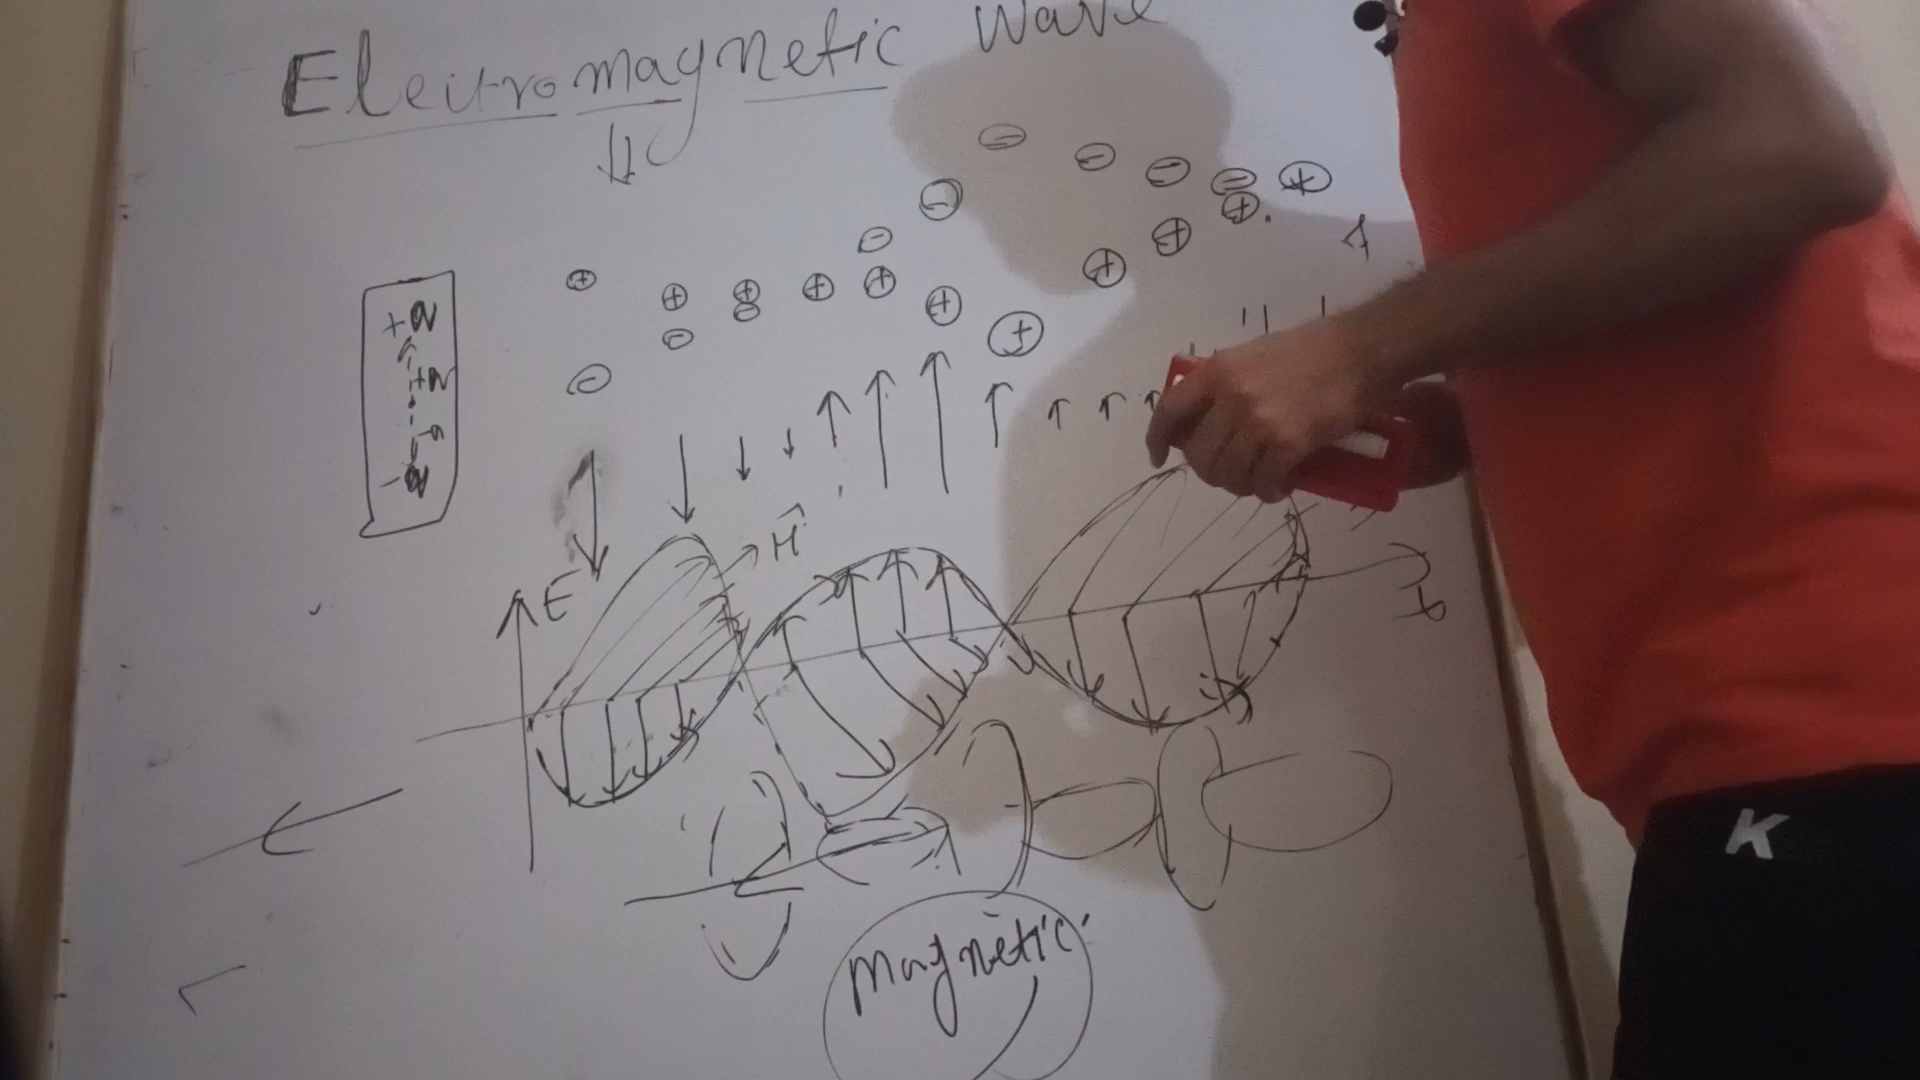 Electromagnetic Wave
⊖ ⊖ ⊖ ⊖ ⊕
⊖ ⊖ ⊕ ⊕ ⊕
⊕ ⊕ ⊕ ⊕ ⊕ ⊕ ⊕
⊖ ⊖ ⊖
+
-
E
H
magnetic
K